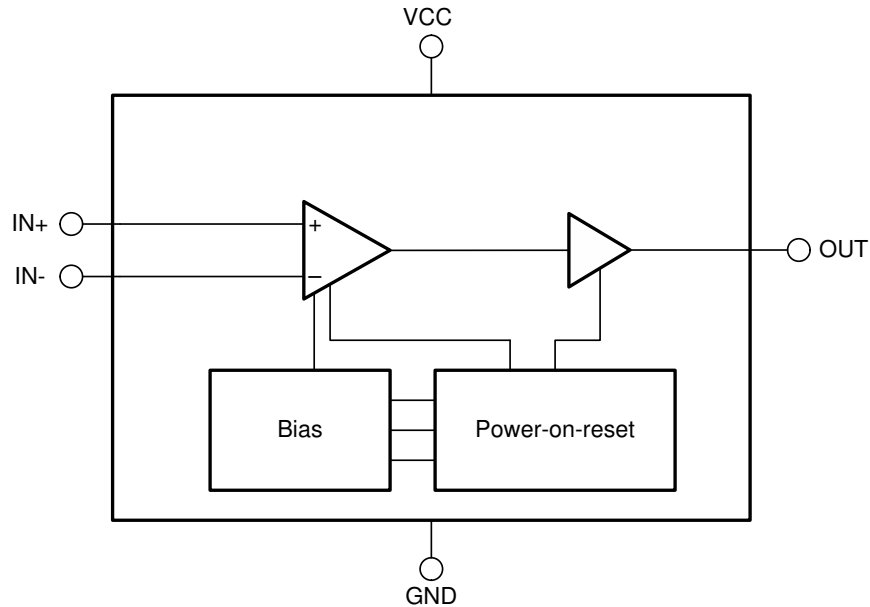 VCC
IN+
+
IN-
−
OUT
Bias
Power-on-reset
GND